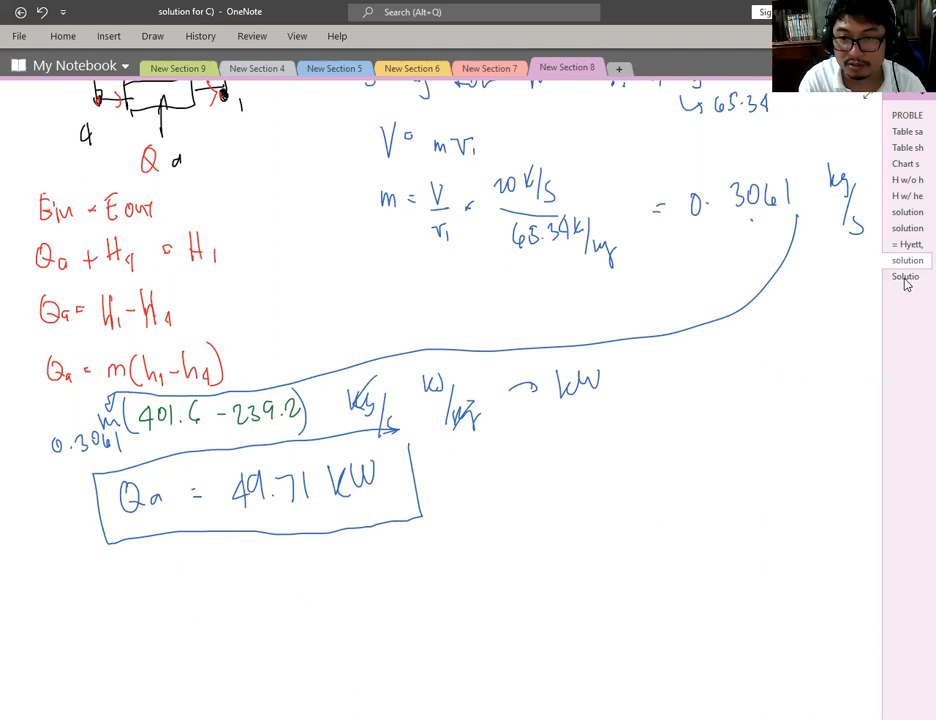 solution for C) - OneNote
Search (Alt+Q)
Sig
File Home Insert Draw History Review View Help
My Notebook
New Section 9 New Section 4 New Section 5 New Section 6 New Section 7 New Section 8 +
PROBLE
Table sa
Table sh
Chart s
H w/o h
H w/ he
solution
solution
= Hyett,
solution
Solutio
4
1
Q a
65.34
V = mv1
m = V/v1 = 20 L/s / 65.34 L/kg = 0.3061 kg/s
Ein = Eout
Qa + H4 = H1
Qa = H1 - H4
Qa = m(h1-h4)
m(401.6 - 239.2) kg/s kJ/kg → kW
0.3061
Qa = 49.71 kW